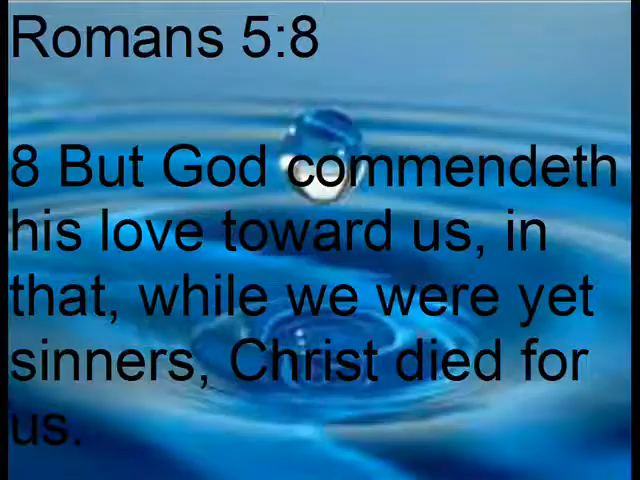 Romans 5:8
8 But God commendeth
his love toward us, in
that, while we were yet
sinners, Christ died for
us.